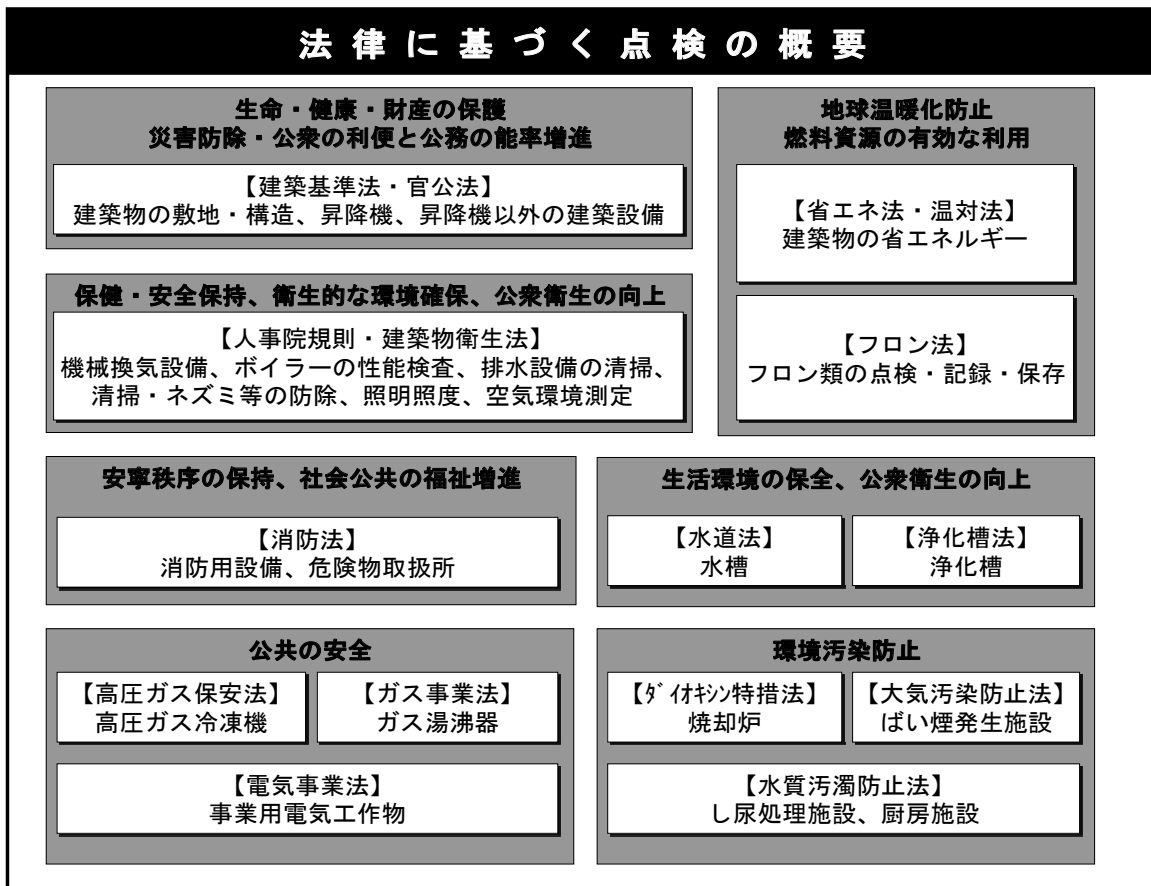 法律に基づく点検の概要
生命・健康・財産の保護
災害防除・公衆の利便と公務の能率増進
【建築基準法・官公法】
建築物の敷地・構造、昇降機、昇降機以外の建築設備
地球温暖化防止
燃料資源の有効な利用
【省エネ法・温対法】
建築物の省エネルギー
【フロン法】
フロン類の点検・記録・保存
保健・安全保持、衛生的な環境確保、公衆衛生の向上
【人事院規則・建築物衛生法】
機械換気設備、ボイラーの性能検査、排水設備の清掃、
清掃・ネズミ等の防除、照明照度、空気環境測定
安寧秩序の保持、社会公共の福祉増進
【消防法】
消防用設備、危険物取扱所
生活環境の保全、公衆衛生の向上
【水道法】
水槽
【浄化槽法】
浄化槽
公共の安全
【高圧ガス保安法】
高圧ガス冷凍機
【ガス事業法】
ガス湯沸器
【電気事業法】
事業用電気工作物
環境汚染防止
【ダイオキシン特措法】
焼却炉
【大気汚染防止法】
ばい煙発生施設
【水質汚濁防止法】
し尿処理施設、厨房施設